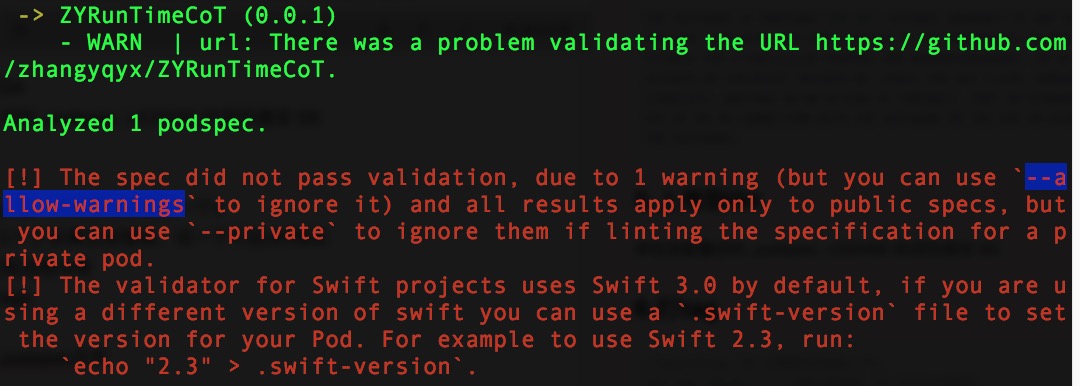 -> ZYRunTimeCoT (0.0.1)
- WARN | url: There was a problem validating the URL https://github.com
/zhangyqyx/ZYRunTimeCoT.
Analyzed 1 podspec.
[!] The spec did not pass validation, due to 1 warning (but you can use `--a
llow-warnings` to ignore it) and all results apply only to public specs, but
you can use `--private` to ignore them if linting the specification for a p
rivate pod.
[!] The validator for Swift projects uses Swift 3.0 by default, if you are u
sing a different version of swift you can use a `.swift-version` file to set
the version for your Pod. For example to use Swift 2.3, run:
`echo "2.3" > .swift-version`.